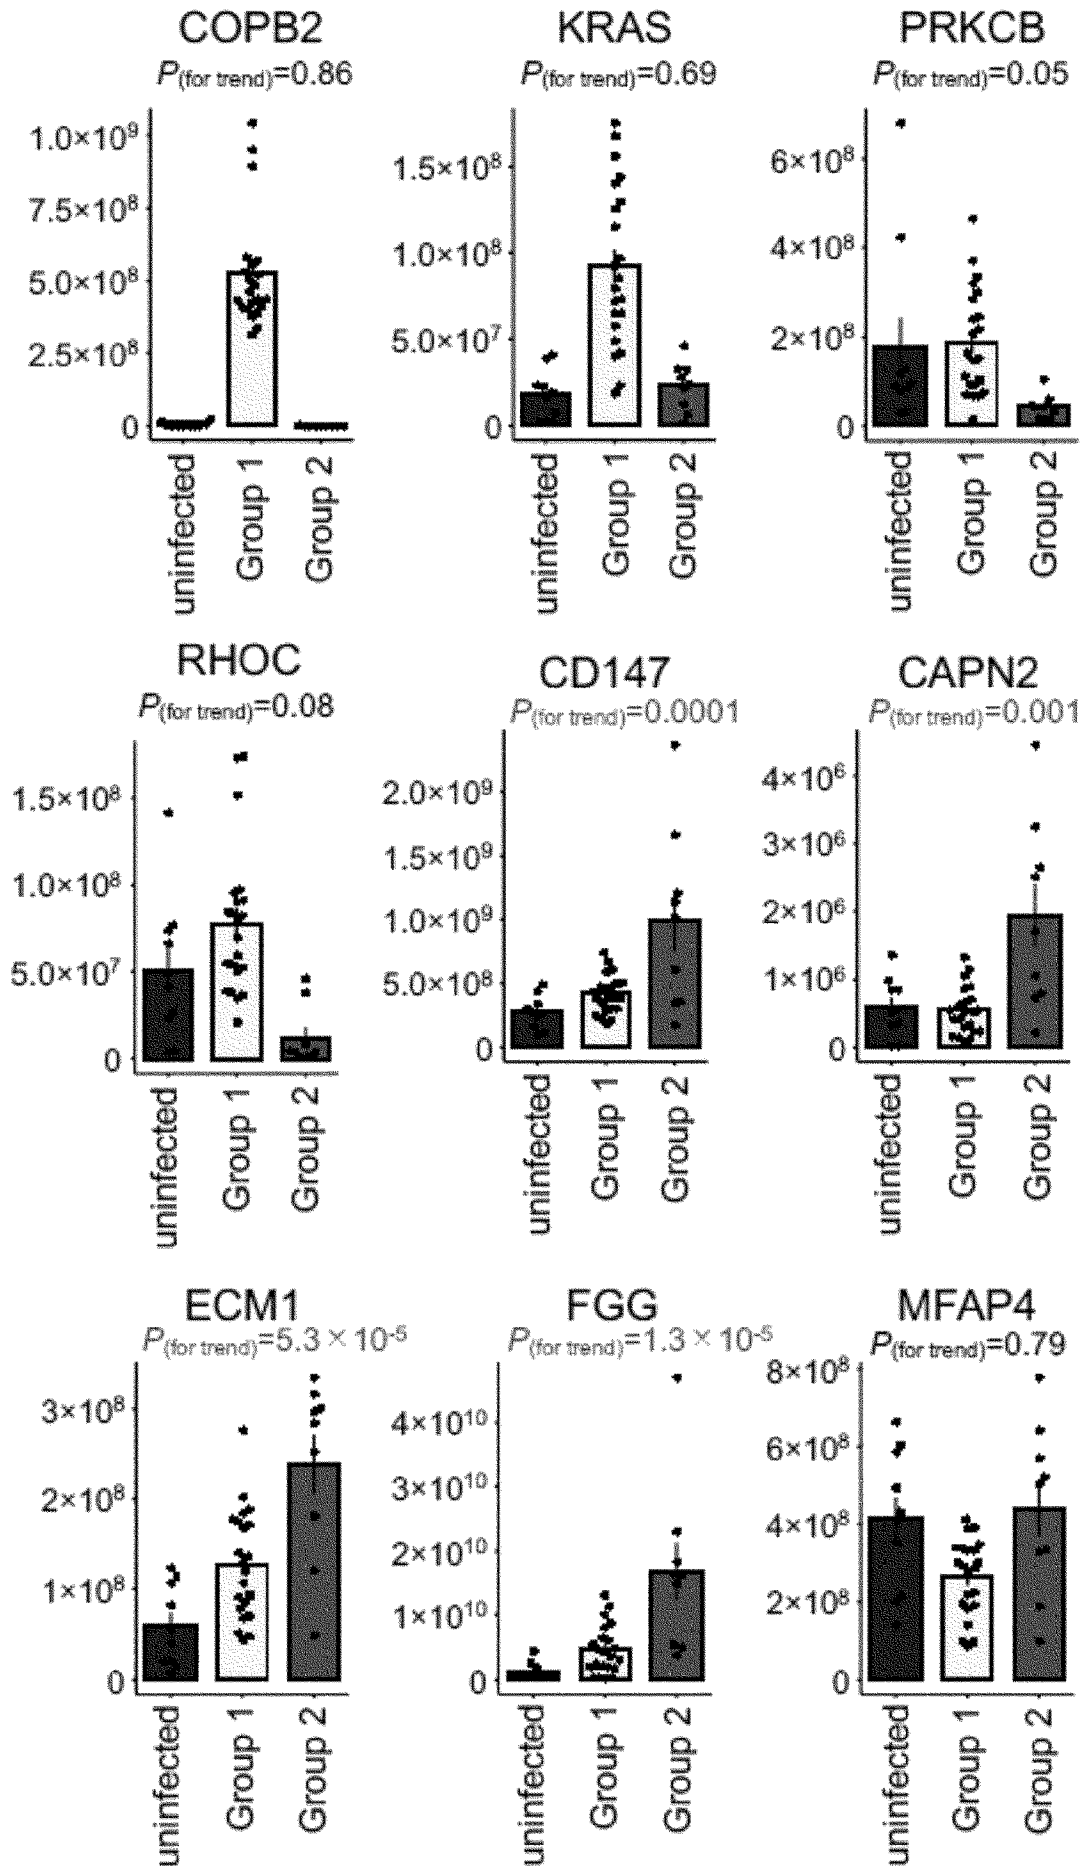 COPB2
P(for trend)=0.86
1.0×10⁹
7.5×10⁸
5.0×10⁸
2.5×10⁸
0
uninfected
Group 1
Group 2
KRAS
P(for trend)=0.69
1.5×10⁸
1.0×10⁸
5.0×10⁷
0
uninfected
Group 1
Group 2
PRKCB
P(for trend)=0.05
6×10⁸
4×10⁸
2×10⁸
0
uninfected
Group 1
Group 2
RHOC
P(for trend)=0.08
1.5×10⁸
1.0×10⁸
5.0×10⁷
0
uninfected
Group 1
Group 2
CD147
P(for trend)=0.0001
2.0×10⁹
1.5×10⁹
1.0×10⁹
5.0×10⁸
0
uninfected
Group 1
Group 2
CAPN2
P(for trend)=0.001
4×10⁶
3×10⁶
2×10⁶
1×10⁶
0
uninfected
Group 1
Group 2
ECM1
P(for trend)=5.3×10⁻⁵
3×10⁸
2×10⁸
1×10⁸
0
uninfected
Group 1
Group 2
FGG
P(for trend)=1.3×10⁻⁵
4×10¹⁰
3×10¹⁰
2×10¹⁰
1×10¹⁰
0
uninfected
Group 1
Group 2
MFAP4
P(for trend)=0.79
8×10⁸
6×10⁸
4×10⁸
2×10⁸
0
uninfected
Group 1
Group 2